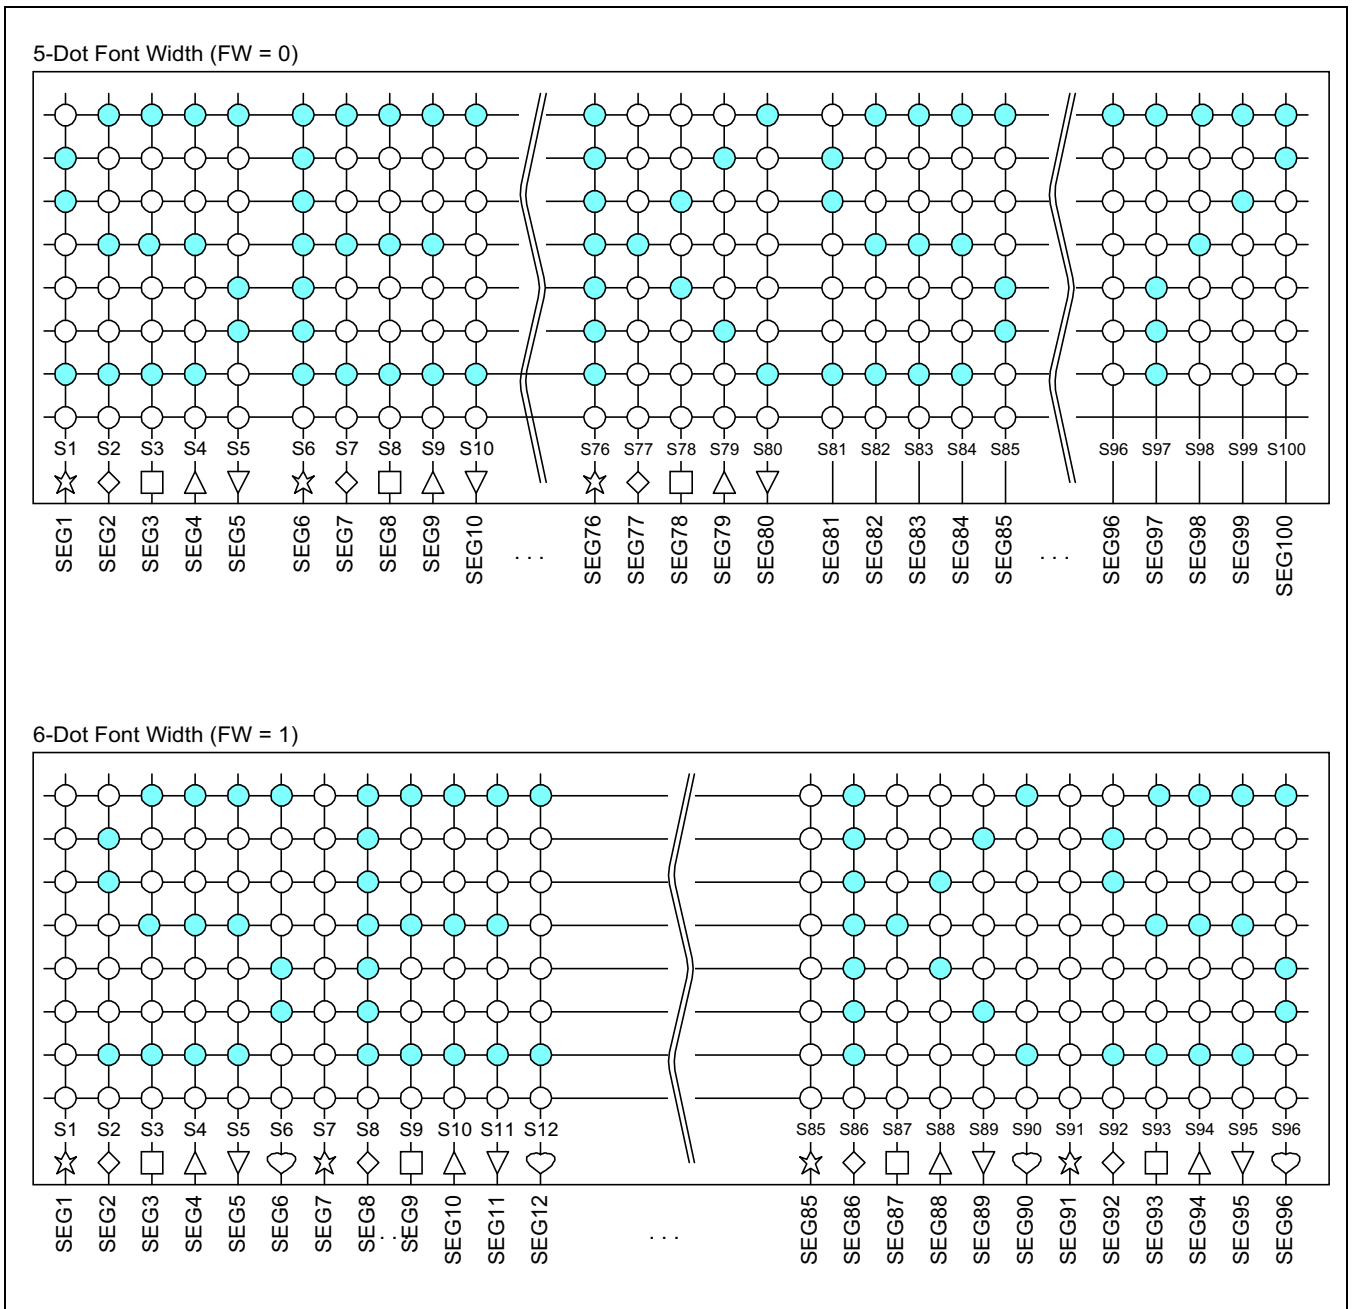 5-Dot Font Width (FW = 0)
S1 S2 S3 S4 S5 S6 S7 S8 S9 S10 S76 S77 S78 S79 S80 S81 S82 S83 S84 S85 S96 S97 S98 S99 S100
SEG1 SEG2 SEG3 SEG4 SEG5 SEG6 SEG7 SEG8 SEG9 SEG10 . . . SEG76 SEG77 SEG78 SEG79 SEG80 SEG81 SEG82 SEG83 SEG84 SEG85 . . . SEG96 SEG97 SEG98 SEG99 SEG100
6-Dot Font Width (FW = 1)
S1 S2 S3 S4 S5 S6 S7 S8 S9 S10 S11 S12 S85 S86 S87 S88 S89 S90 S91 S92 S93 S94 S95 S96
SEG1 SEG2 SEG3 SEG4 SEG5 SEG6 SEG7 SEG8 . . SEG9 SEG10 SEG11 SEG12 . . . SEG85 SEG86 SEG87 SEG88 SEG89 SEG90 SEG91 SEG92 SEG93 SEG94 SEG95 SEG96